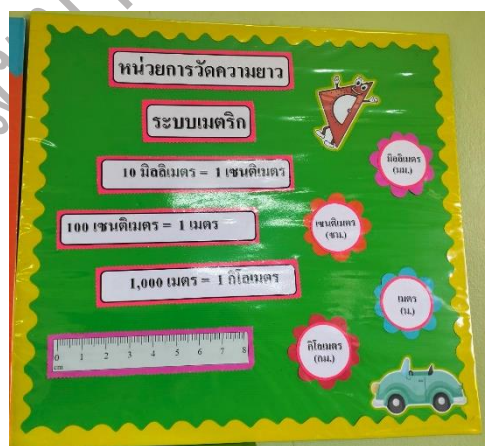 หน่วยการวัดความยาว
ระบบเมตริก
10 มิลลิเมตร = 1 เซนติเมตร
มิลลิเมตร
(มม.)
100 เซนติเมตร = 1 เมตร
เซนติเมตร
(ซม.)
1,000 เมตร = 1 กิโลเมตร
เมตร
(ม.)
0 1 2 3 4 5 6 7 8
cm
กิโลเมตร
(กม.)